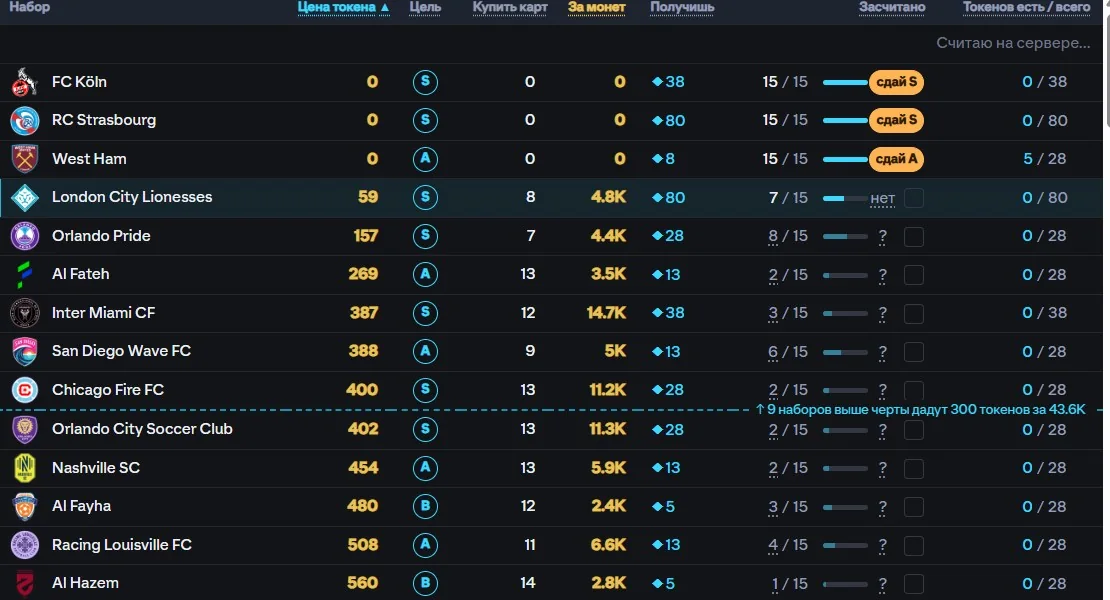 Набор Цена токена ▲ Цель Купить карт За монет Получишь Засчитано Токенов есть / всего
Считаю на сервере...
FC Köln 0 S 0 0 ◆38 15 / 15 сдай S 0 / 38
RC Strasbourg 0 S 0 0 ◆80 15 / 15 сдай S 0 / 80
West Ham 0 A 0 0 ◆8 15 / 15 сдай A 5 / 28
London City Lionesses 59 S 8 4.8K ◆80 7 / 15 нет 0 / 80
Orlando Pride 157 S 7 4.4K ◆28 8 / 15 ? 0 / 28
Al Fateh 269 A 13 3.5K ◆13 2 / 15 ? 0 / 28
Inter Miami CF 387 S 12 14.7K ◆38 3 / 15 ? 0 / 38
San Diego Wave FC 388 A 9 5K ◆13 6 / 15 ? 0 / 28
Chicago Fire FC 400 S 13 11.2K ◆28 2 / 15 ? 0 / 28
↑ 9 наборов выше черты дадут 300 токенов за 43.6K
Orlando City Soccer Club 402 S 13 11.3K ◆28 2 / 15 ? 0 / 28
Nashville SC 454 A 13 5.9K ◆13 2 / 15 ? 0 / 28
Al Fayha 480 B 12 2.4K ◆5 3 / 15 ? 0 / 28
Racing Louisville FC 508 A 11 6.6K ◆13 4 / 15 ? 0 / 28
Al Hazem 560 B 14 2.8K ◆5 1 / 15 ? 0 / 28